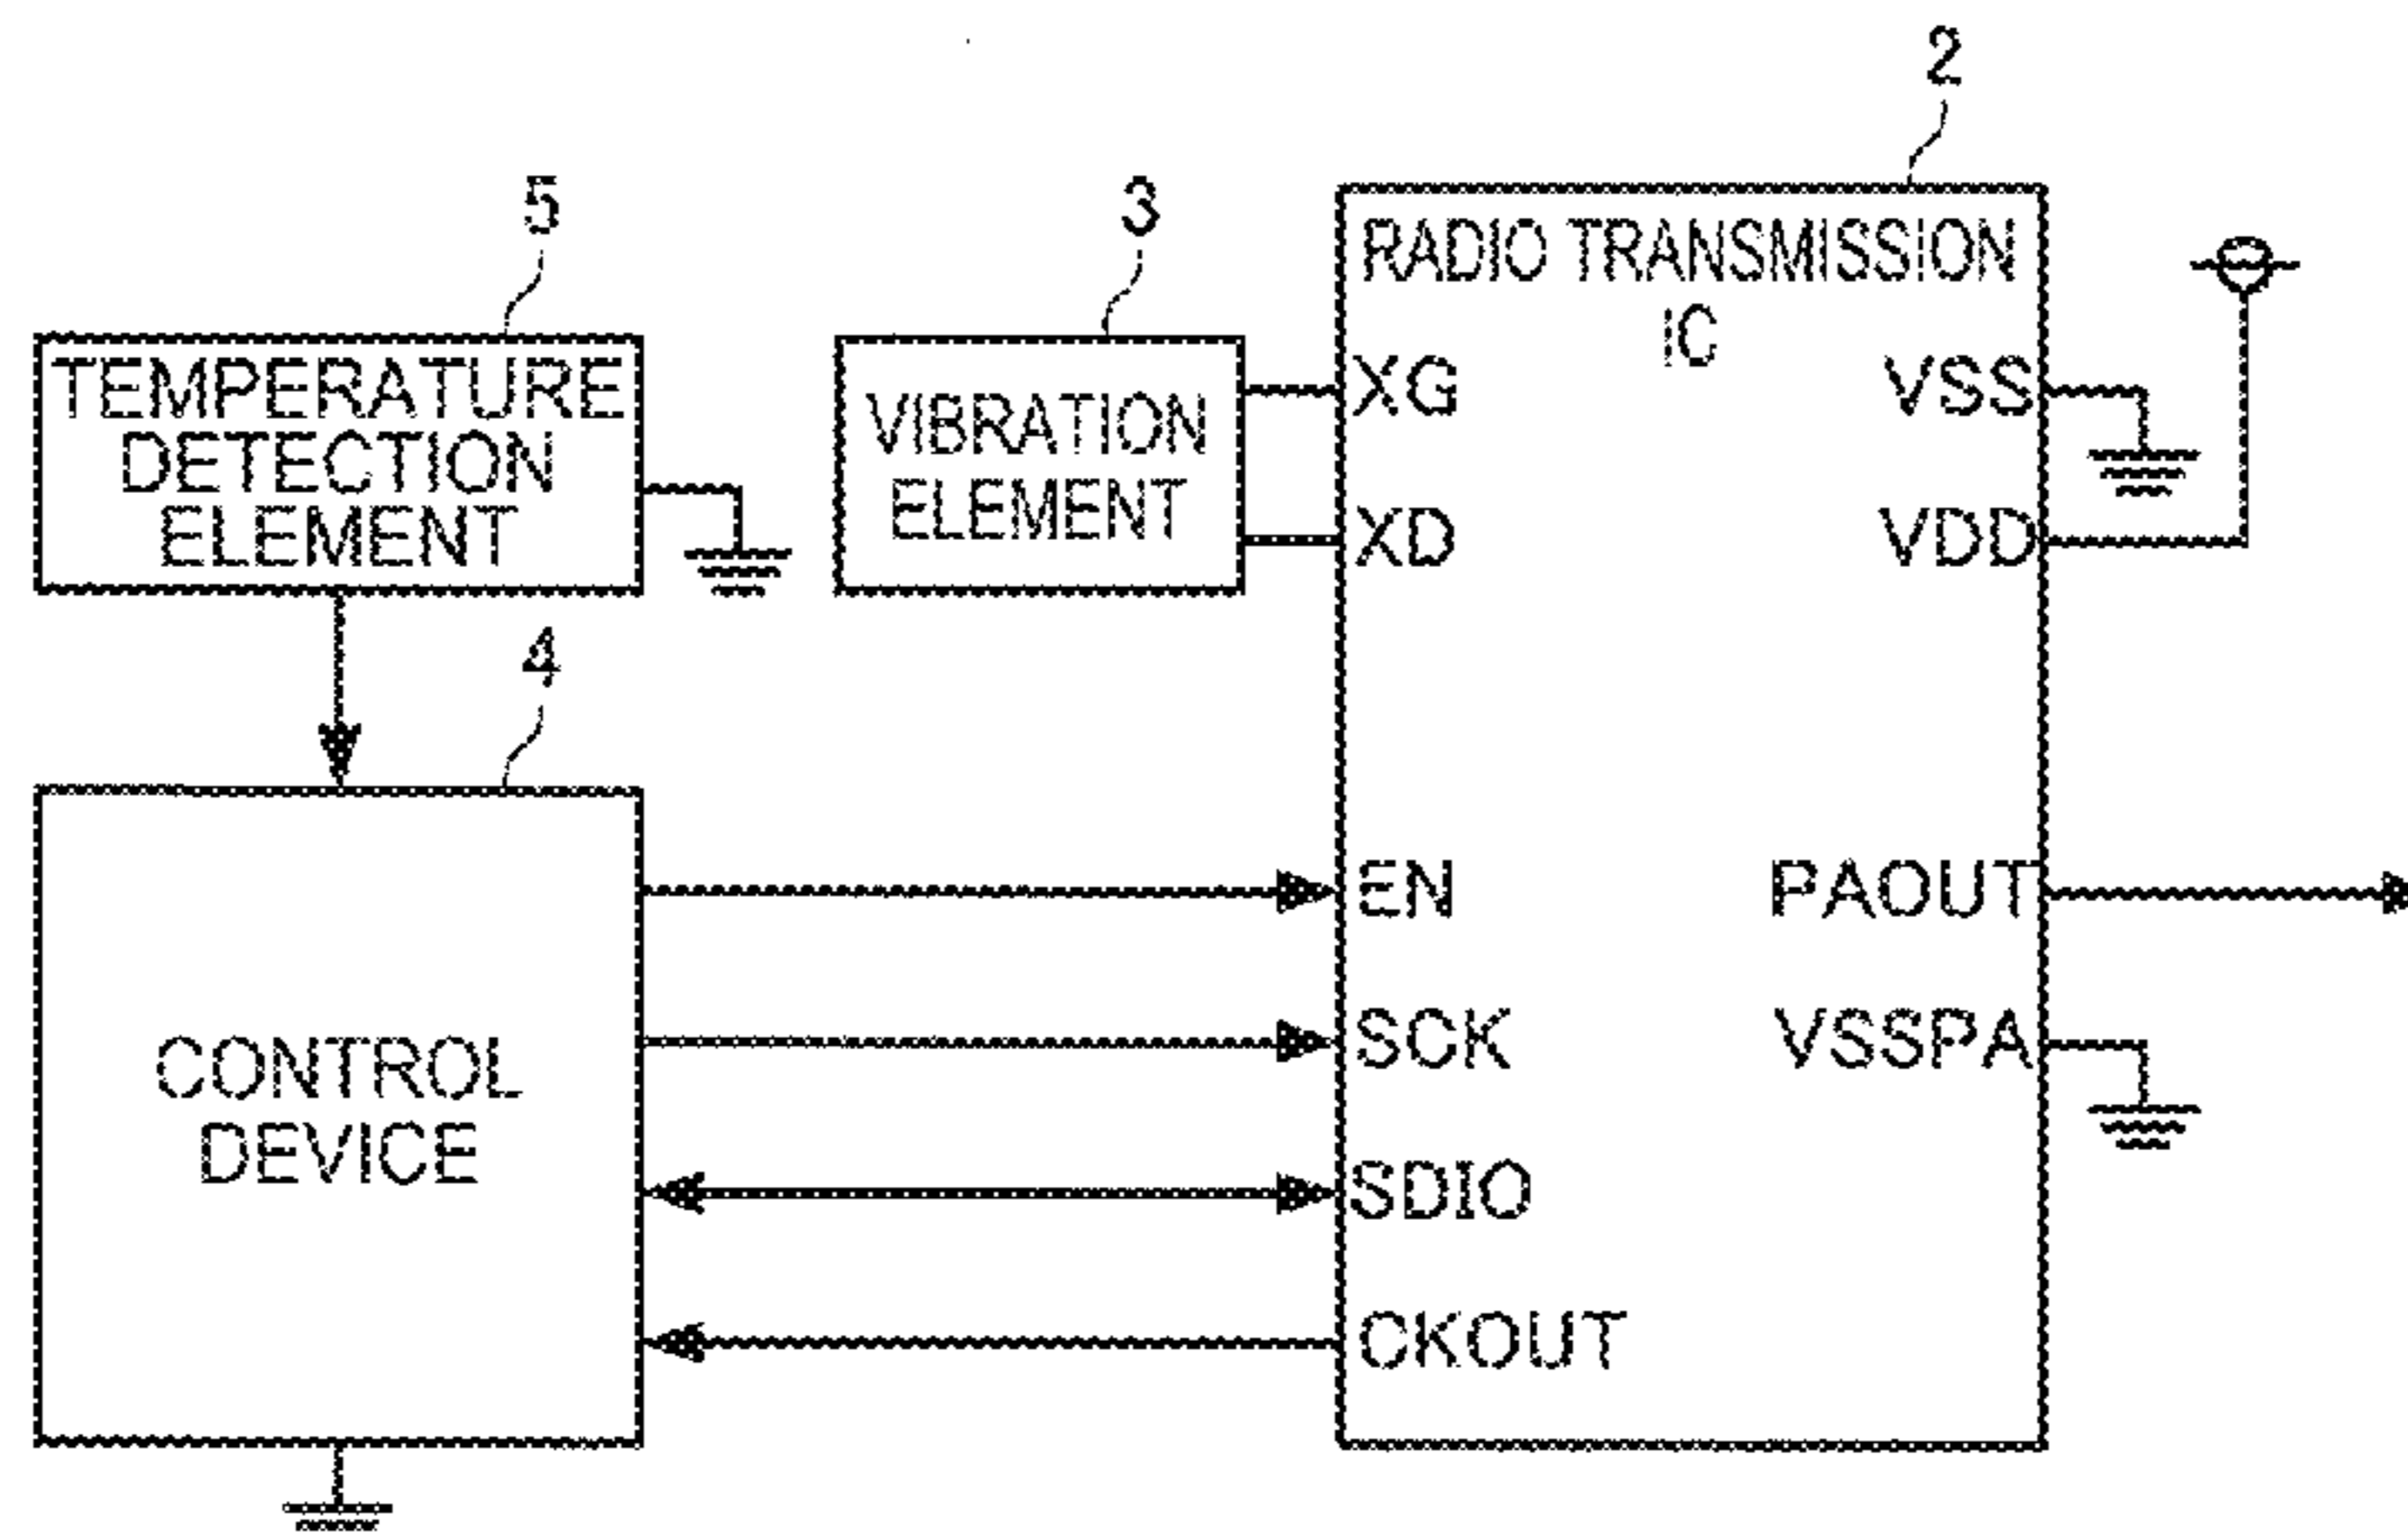 2
5
3
RADIO TRANSMISSION
IC
TEMPERATURE
DETECTION
ELEMENT
VIBRATION
ELEMENT
XG
VSS
XD
VDD
4
CONTROL
DEVICE
EN
PAOUT
SCK
VSSPA
SDIO
CKOUT